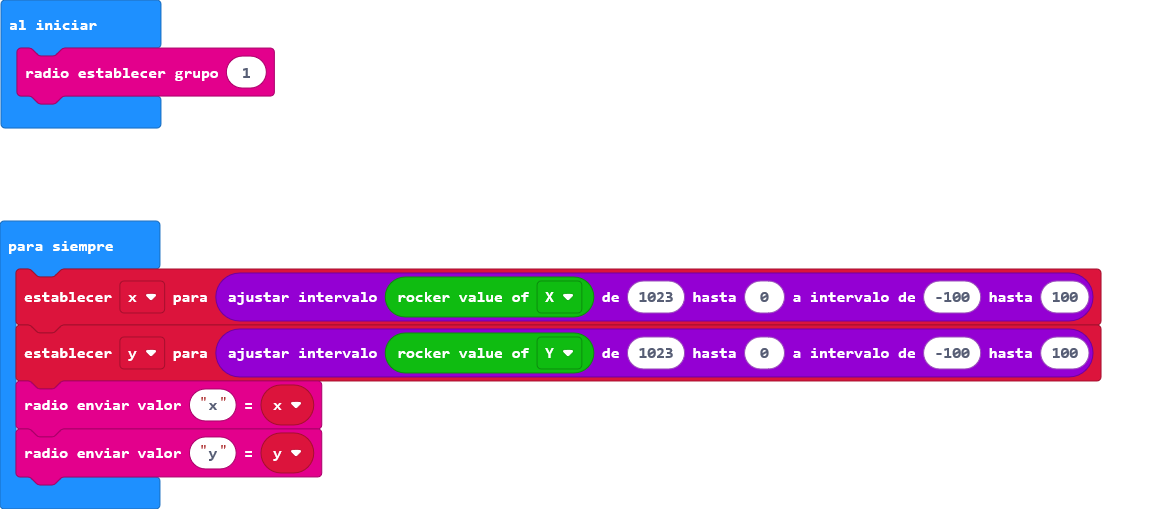 al iniciar
radio establecer grupo 1
para siempre
establecer x para ajustar intervalo rocker value of X de 1023 hasta 0 a intervalo de -100 hasta 100
establecer y para ajustar intervalo rocker value of Y de 1023 hasta 0 a intervalo de -100 hasta 100
radio enviar valor "x" = x
radio enviar valor "y" = y